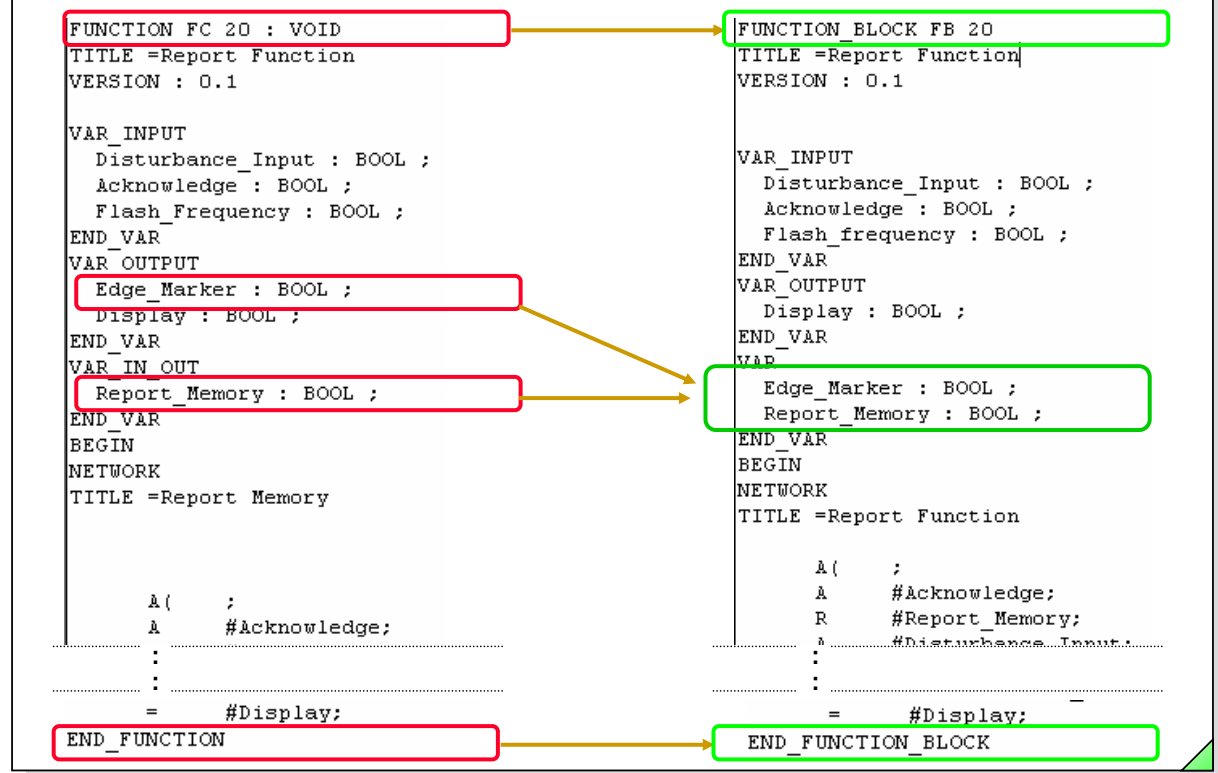 FUNCTION FC 20 : VOID
TITLE =Report Function
VERSION : 0.1
VAR_INPUT
Disturbance_Input : BOOL ;
Acknowledge : BOOL ;
Flash_Frequency : BOOL ;
END_VAR
VAR_OUTPUT
Edge_Marker : BOOL ;
Display : BOOL ;
END_VAR
VAR_IN_OUT
Report_Memory : BOOL ;
END_VAR
BEGIN
NETWORK
TITLE =Report Memory
A( ;
A #Acknowledge;
:
:
= #Display;
END_FUNCTION
FUNCTION_BLOCK FB 20
TITLE =Report Function
VERSION : 0.1
VAR_INPUT
Disturbance_Input : BOOL ;
Acknowledge : BOOL ;
Flash_frequency : BOOL ;
END_VAR
VAR_OUTPUT
Display : BOOL ;
END_VAR
VAR
Edge_Marker : BOOL ;
Report_Memory : BOOL ;
END_VAR
BEGIN
NETWORK
TITLE =Report Function
A( ;
A #Acknowledge;
R #Report_Memory;
A #Disturbance_Input;
:
:
= #Display;
END_FUNCTION_BLOCK